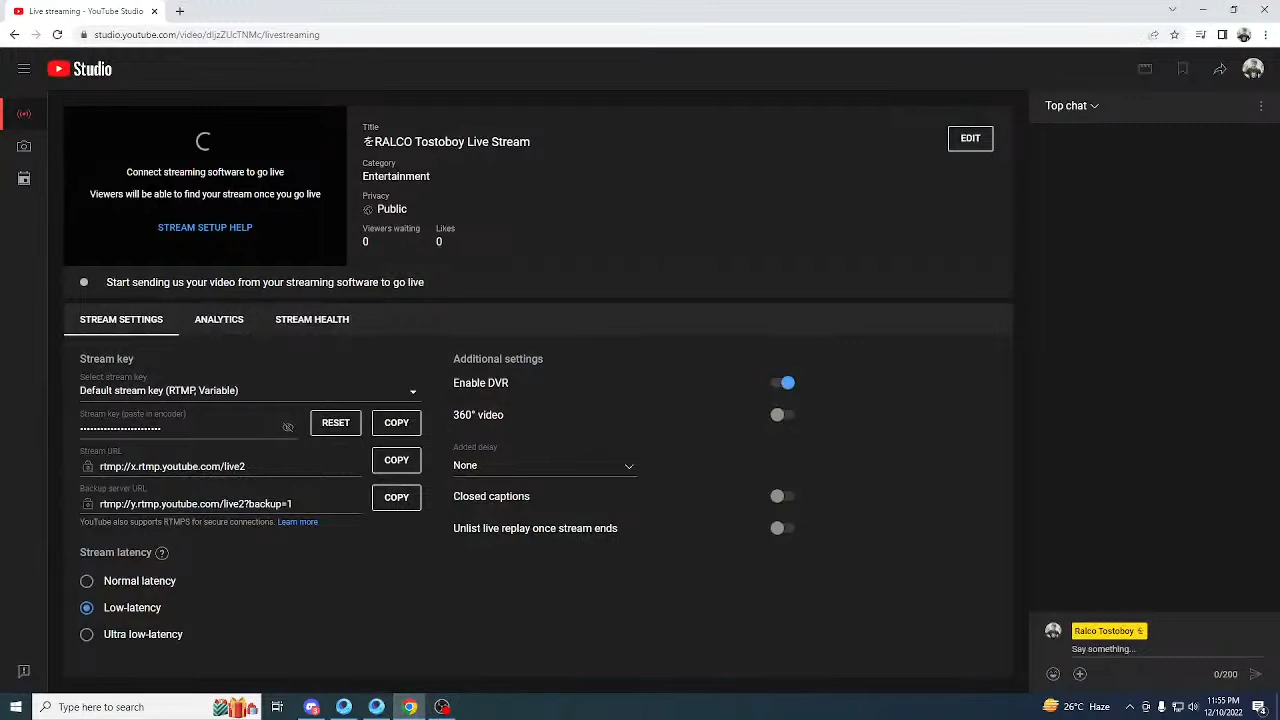 Live streaming - YouTube Studio
studio.youtube.com/video/dIjzZUcTNMc/livestreaming
Studio
Connect streaming software to go live
Viewers will be able to find your stream once you go live
STREAM SETUP HELP
Title
をRALCO Tostoboy Live Stream
Category
Entertainment
Privacy
Public
Viewers waiting Likes
0 0
EDIT
Top chat
Start sending us your video from your streaming software to go live
STREAM SETTINGS ANALYTICS STREAM HEALTH
Stream key
Select stream key
Default stream key (RTMP, Variable)
Stream key (paste in encoder)
RESET COPY
Stream URL
rtmp://x.rtmp.youtube.com/live2
COPY
Backup server URL
rtmp://y.rtmp.youtube.com/live2?backup=1
COPY
YouTube also supports RTMPS for secure connections. Learn more
Stream latency ?
Normal latency
Low-latency
Ultra low-latency
Additional settings
Enable DVR
360° video
Added delay
None
Closed captions
Unlist live replay once stream ends
Ralco Tostoboy を
Say something...
0/200
Type here to search
26°C Haze
11:55 PM
12/10/2022